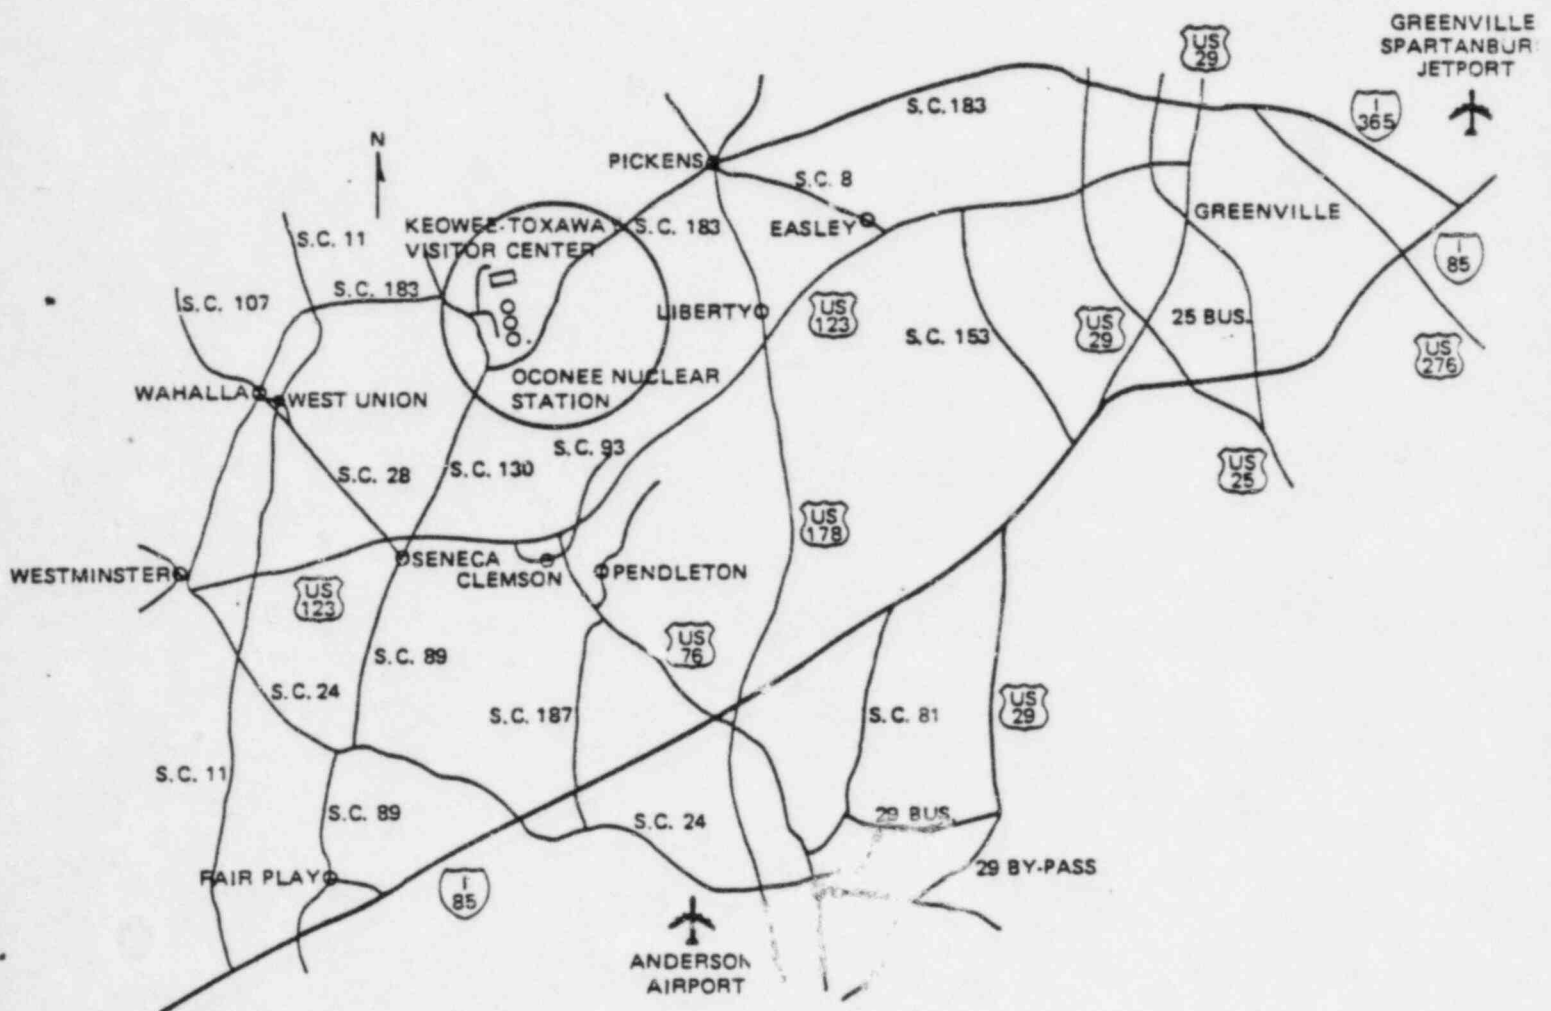 GREENVILLE
SPARTANBUR
JETPORT
US
29
I
365
S.C. 183
N
PICKENS
S.C. 8
KEOWEE-TOXAWA
VISITOR CENTER
S.C. 183
EASLEY
GREENVILLE
S.C. 11
I
85
S.C. 183
S.C. 107
LIBERTY
US
123
S.C. 153
US
29
25 BUS.
US
276
OCONEE NUCLEAR
STATION
WAHALLA
WEST UNION
S.C. 93
S.C. 28
S.C. 130
US
25
US
178
SENECA
CLEMSON
PENDLETON
WESTMINSTER
US
123
US
76
S.C. 89
S.C. 24
S.C. 187
S.C. 81
US
29
S.C. 11
S.C. 89
S.C. 24
29 BUS.
29 BY-PASS
FAIR PLAY
I
85
ANDERSON
AIRPORT